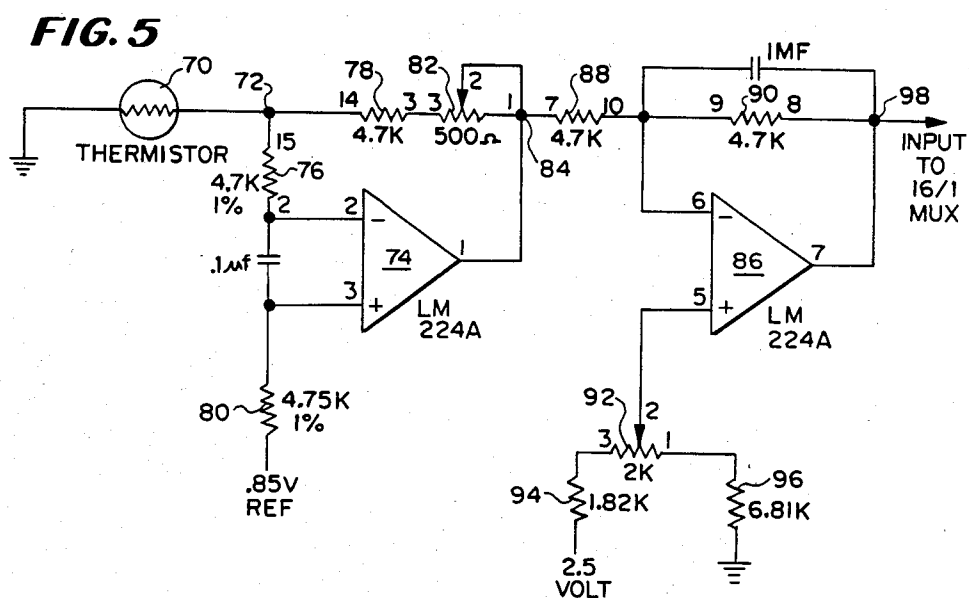 FIG. 5
70
72
78
82
2
88
1MF
14
3
3
1
7
10
9
90
8
98
4.7K
500Ω
4.7K
4.7K
THERMISTOR
84
INPUT
TO
16/1
MUX
15
76
4.7K
1%
2
2
−
74
1
.1μf
3
+
LM
224A
6
−
86
7
5
+
LM
224A
80
4.75K
1%
.85V
REF
92
2
3
1
2K
94
1.82K
96
6.81K
2.5
VOLT